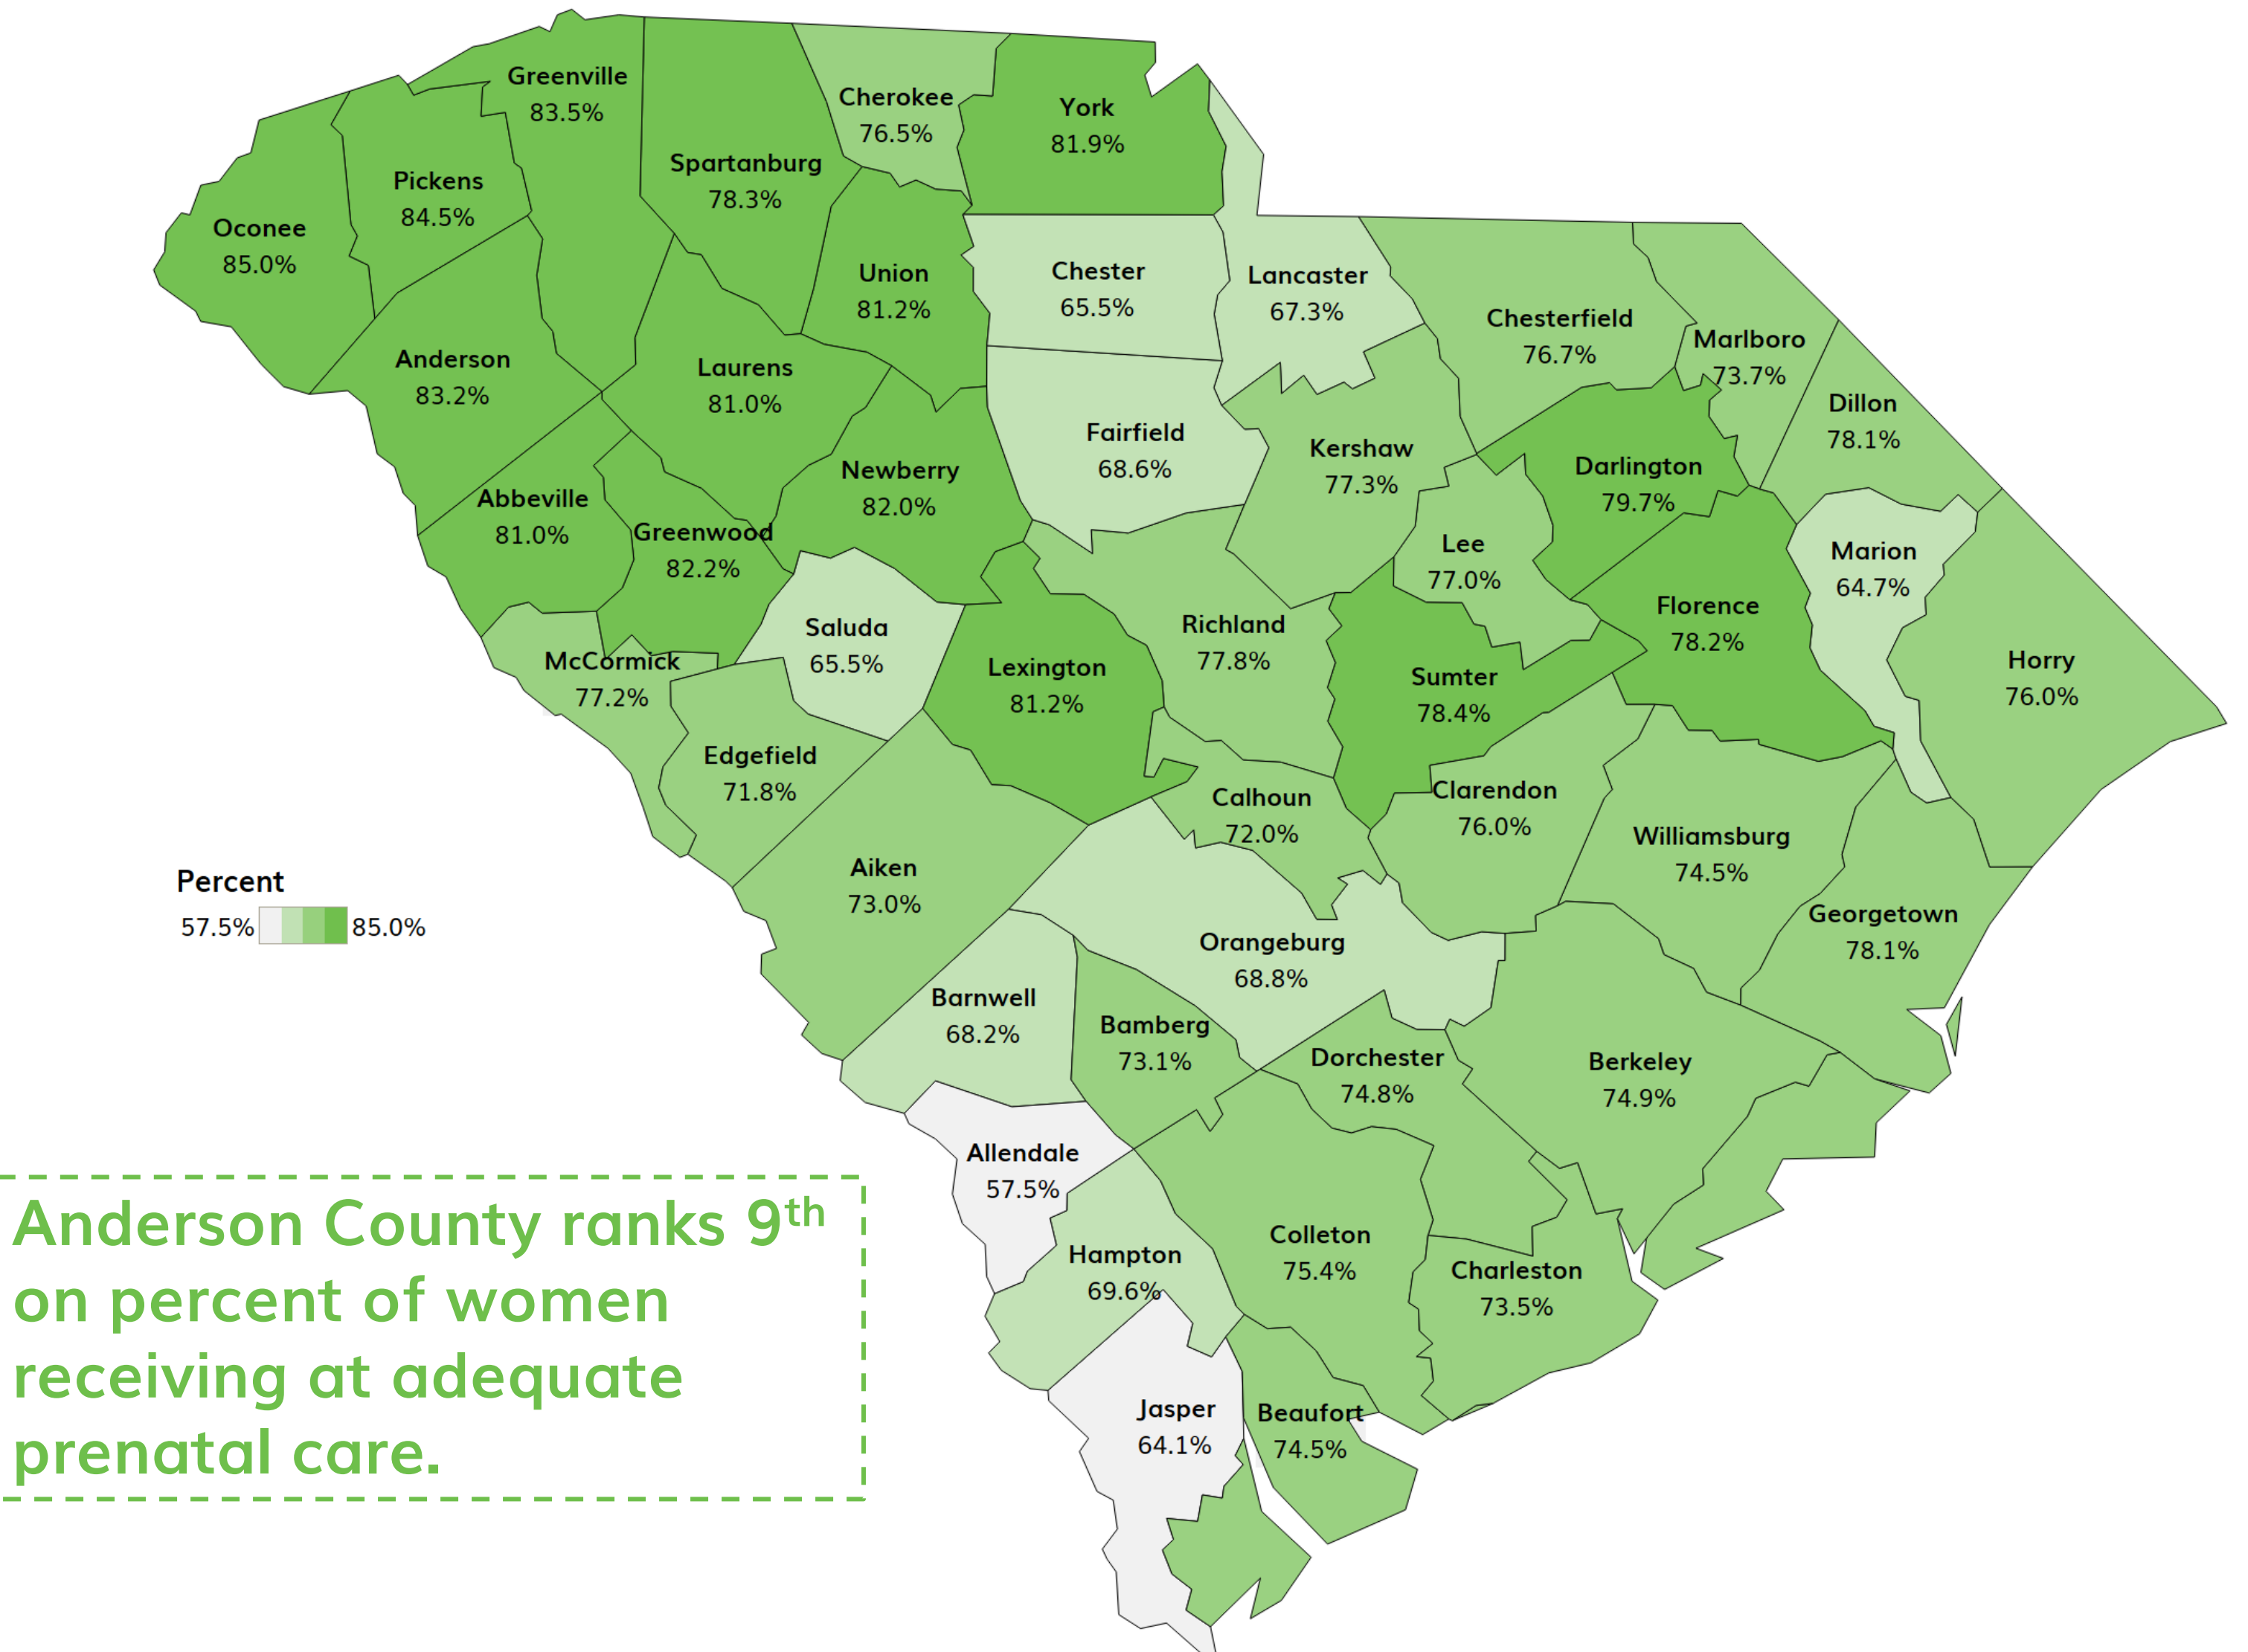 Greenville
83.5%
Cherokee
76.5%
York
81.9%
Spartanburg
78.3%
Pickens
84.5%
Oconee
85.0%
Union
81.2%
Chester
65.5%
Lancaster
67.3%
Chesterfield
76.7%
Marlboro
73.7%
Anderson
83.2%
Laurens
81.0%
Dillon
78.1%
Fairfield
68.6%
Kershaw
77.3%
Darlington
79.7%
Newberry
82.0%
Abbeville
81.0%
Greenwood
82.2%
Lee
77.0%
Marion
64.7%
Florence
78.2%
Saluda
65.5%
Richland
77.8%
McCormick
77.2%
Lexington
81.2%
Sumter
78.4%
Horry
76.0%
Edgefield
71.8%
Calhoun
72.0%
Clarendon
76.0%
Williamsburg
74.5%
Aiken
73.0%
Percent
57.5% 85.0%
Georgetown
78.1%
Orangeburg
68.8%
Barnwell
68.2%
Bamberg
73.1%
Dorchester
74.8%
Berkeley
74.9%
Allendale
57.5%
Hampton
69.6%
Colleton
75.4%
Charleston
73.5%
Jasper
64.1%
Beaufort
74.5%
Anderson County ranks 9th
on percent of women
receiving at adequate
prenatal care.